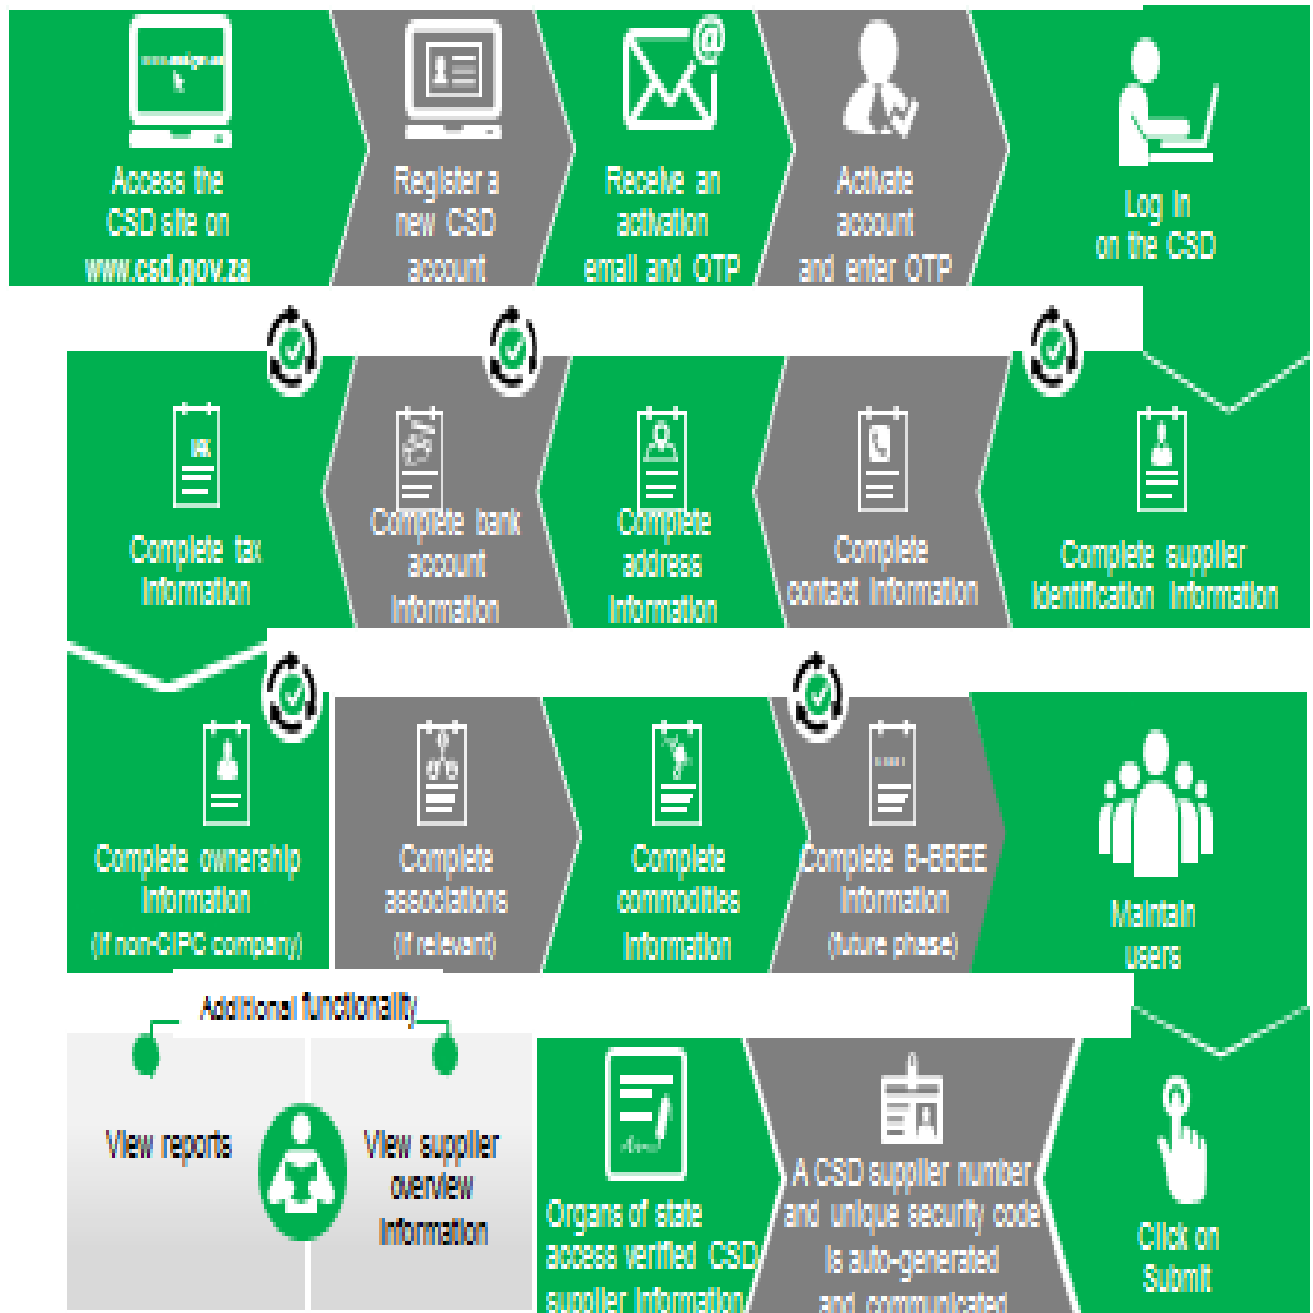 Access the
CSD site on
www.csd.gov.za
Register a
new CSD
account
Receive an
activation
email and OTP
Activate
account
and enter OTP
Log in
on the CSD
TAX
Complete tax
Information
Complete bank
account
Information
Complete
address
Information
Complete
contact Information
Complete supplier
Identification Information
Complete ownership
Information
(If non-CIPC company)
Complete
associations
(If relevant)
Complete
commodities
Information
Complete B-BBEE
Information
(future phase)
Maintain
users
Additional functionality
View reports
View supplier
overview
Information
Organs of state
access verified CSD
supplier Information
A CSD supplier number
and unique security code
Is auto-generated
and communicated
Click on
Submit